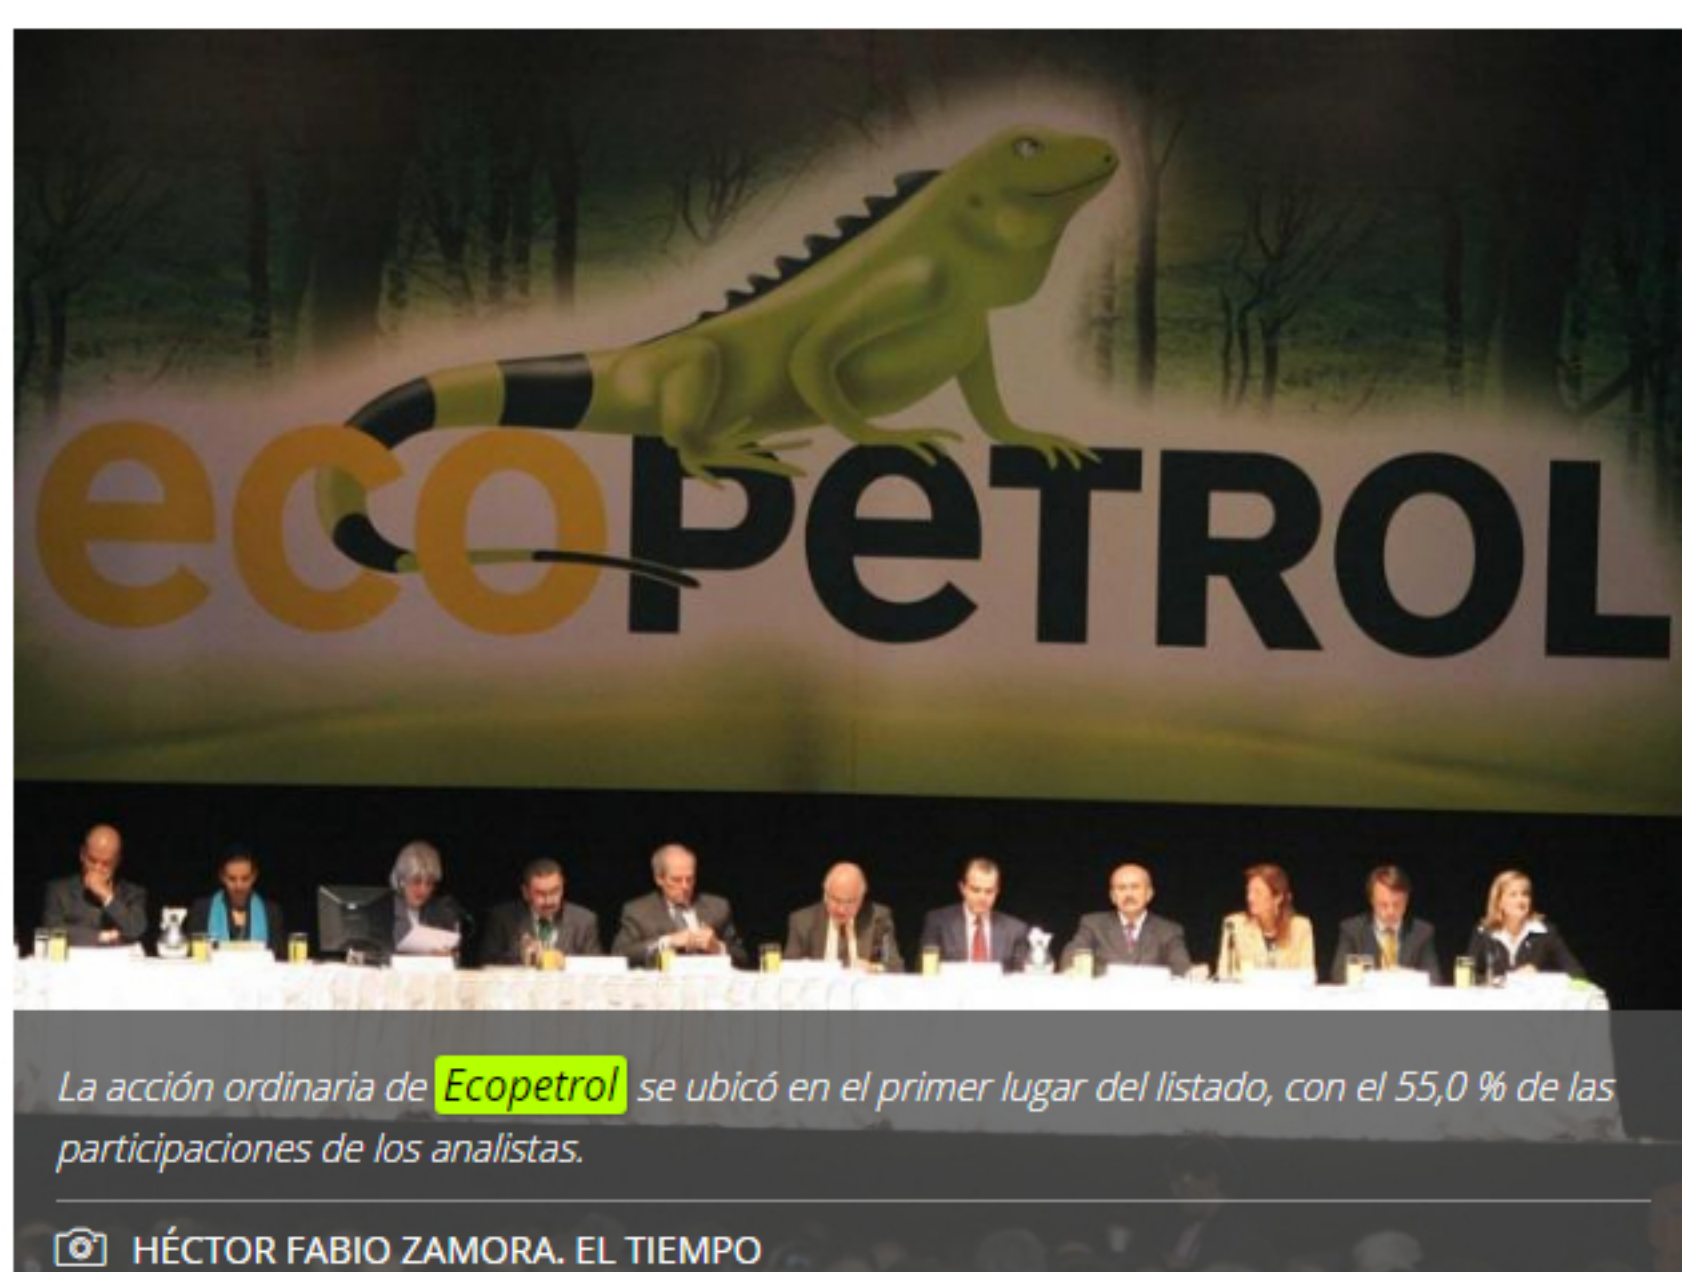 ecoPeTROL
La acción ordinaria de Ecopetrol se ubicó en el primer lugar del listado, con el 55,0 % de las
participaciones de los analistas.
HÉCTOR FABIO ZAMORA. EL TIEMPO